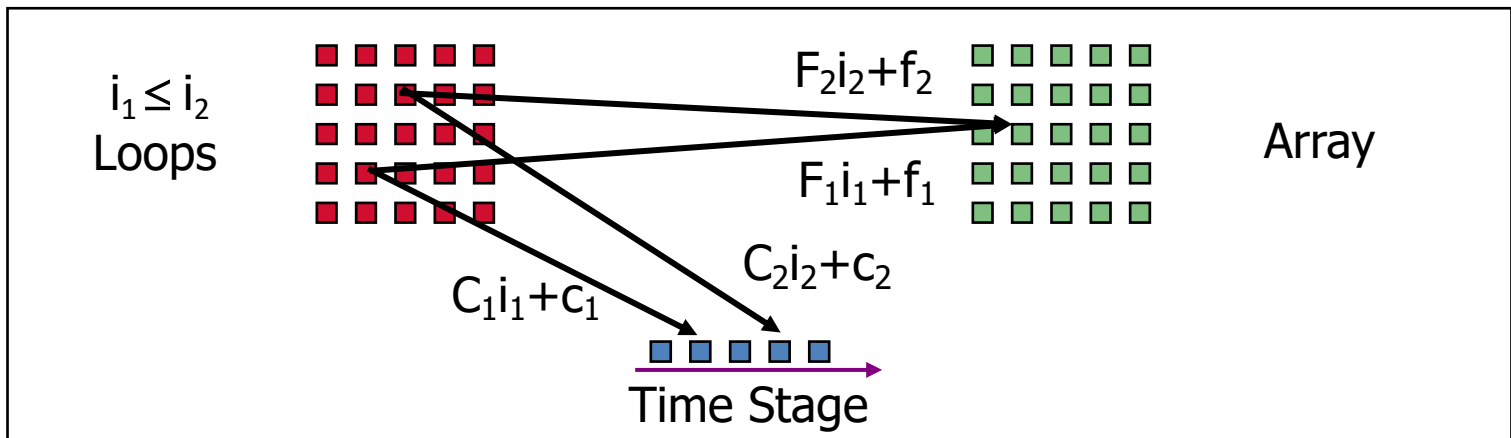 i₁ ≤ i₂
Loops
F₂i₂+f₂
F₁i₁+f₁
Array
C₁i₁+c₁
C₂i₂+c₂
Time Stage